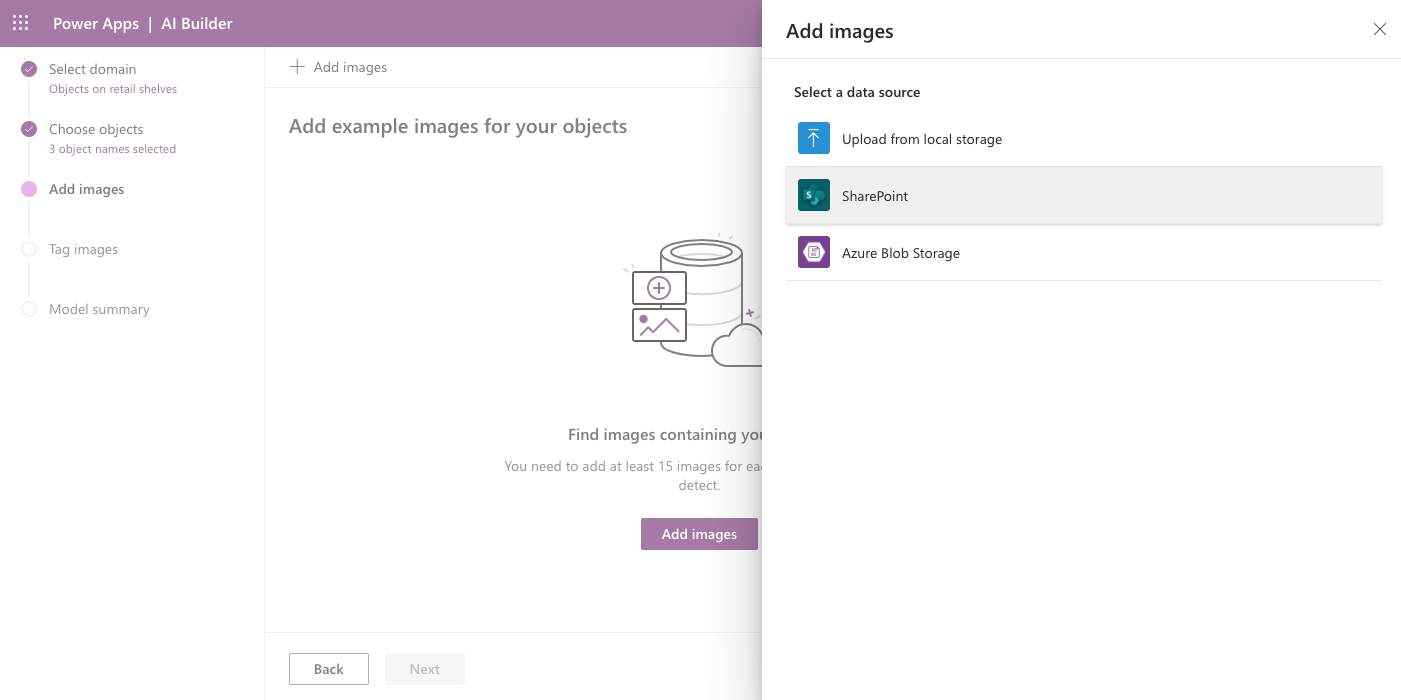 Power Apps | AI Builder
Select domain
Objects on retail shelves
Choose objects
3 object names selected
Add images
Tag images
Model summary
Add images
Add example images for your objects
Find images containing
You need to add at least 15 images for
detect.
Add images
Back
Next
Add images
Select a data source
Upload from local storage
S
SharePoint
Azure Blob Storage